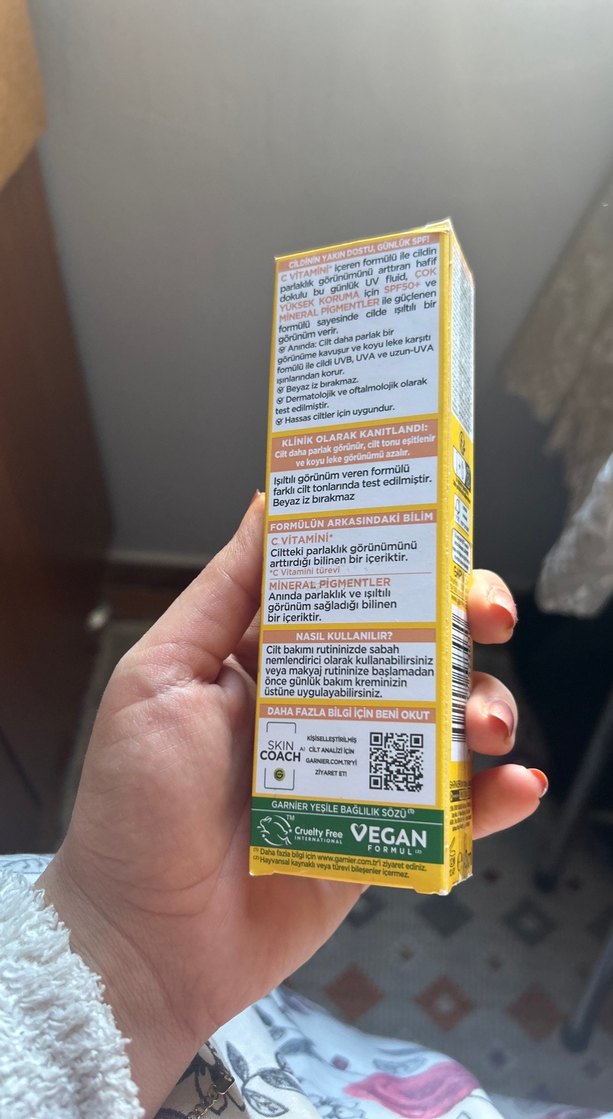 CİLDİNİN YAKIN DOSTU, GÜNLÜK SPF!
C VİTAMİNİ* içeren formülü ile cildin
parlaklık görünümünü arttıran hafif
dokulu bu günlük UV fluid, ÇOK
YÜKSEK KORUMA için SPF50+ ve
MİNERAL PİGMENTLER ile güçlenen
formülü sayesinde cilde ışıltılı bir
görünüm verir.
Anında: Cilt daha parlak bir
görünüme kavuşur ve koyu leke karşıtı
fomülü ile cildi UVB, UVA ve uzun-UVA
ışınlarından korur.
Beyaz iz bırakmaz.
Dermatolojik ve oftalmolojik olarak
test edilmiştir.
Hassas ciltler için uygundur.
KLİNİK OLARAK KANITLANDI:
Cilt daha parlak görünür, cilt tonu eşitlenir
ve koyu leke görünümü azalır.
Işıltılı görünüm veren formülü
farklı cilt tonlarında test edilmiştir.
Beyaz iz bırakmaz
FORMÜLÜN ARKASINDAKİ BİLİM
C VİTAMİNİ*
Ciltteki parlaklık görünümünü
arttırdığı bilinen bir içeriktir.
*C Vitamini türevi
MİNERAL PİGMENTLER
Anında parlaklık ve ışıltılı
görünüm sağladığı bilinen
bir içeriktir.
NASIL KULLANILIR?
Cilt bakımı rutininizde sabah
nemlendirici olarak kullanabilirsiniz
veya makyaj rutininize başlamadan
önce günlük bakım kreminizin
üstüne uygulayabilirsiniz.
DAHA FAZLA BİLGİ İÇİN BENİ OKUT
SKIN
COACH AI
KİŞİSELLEŞTİRİLMİŞ
CİLT ANALİZİ İÇİN
GARNIER.COM.TR'Yİ
ZİYARET ET!
GARNIER YEŞİLE BAĞLILIK SÖZÜ (1)
TM
Cruelty Free
INTERNATIONAL
VEGAN
FORMÜL (2)
(1) Daha fazla bilgi için www.garnier.com.tr'i ziyaret ediniz.
(2) Hayvansal kaynaklı veya türevi bileşenler içermez.